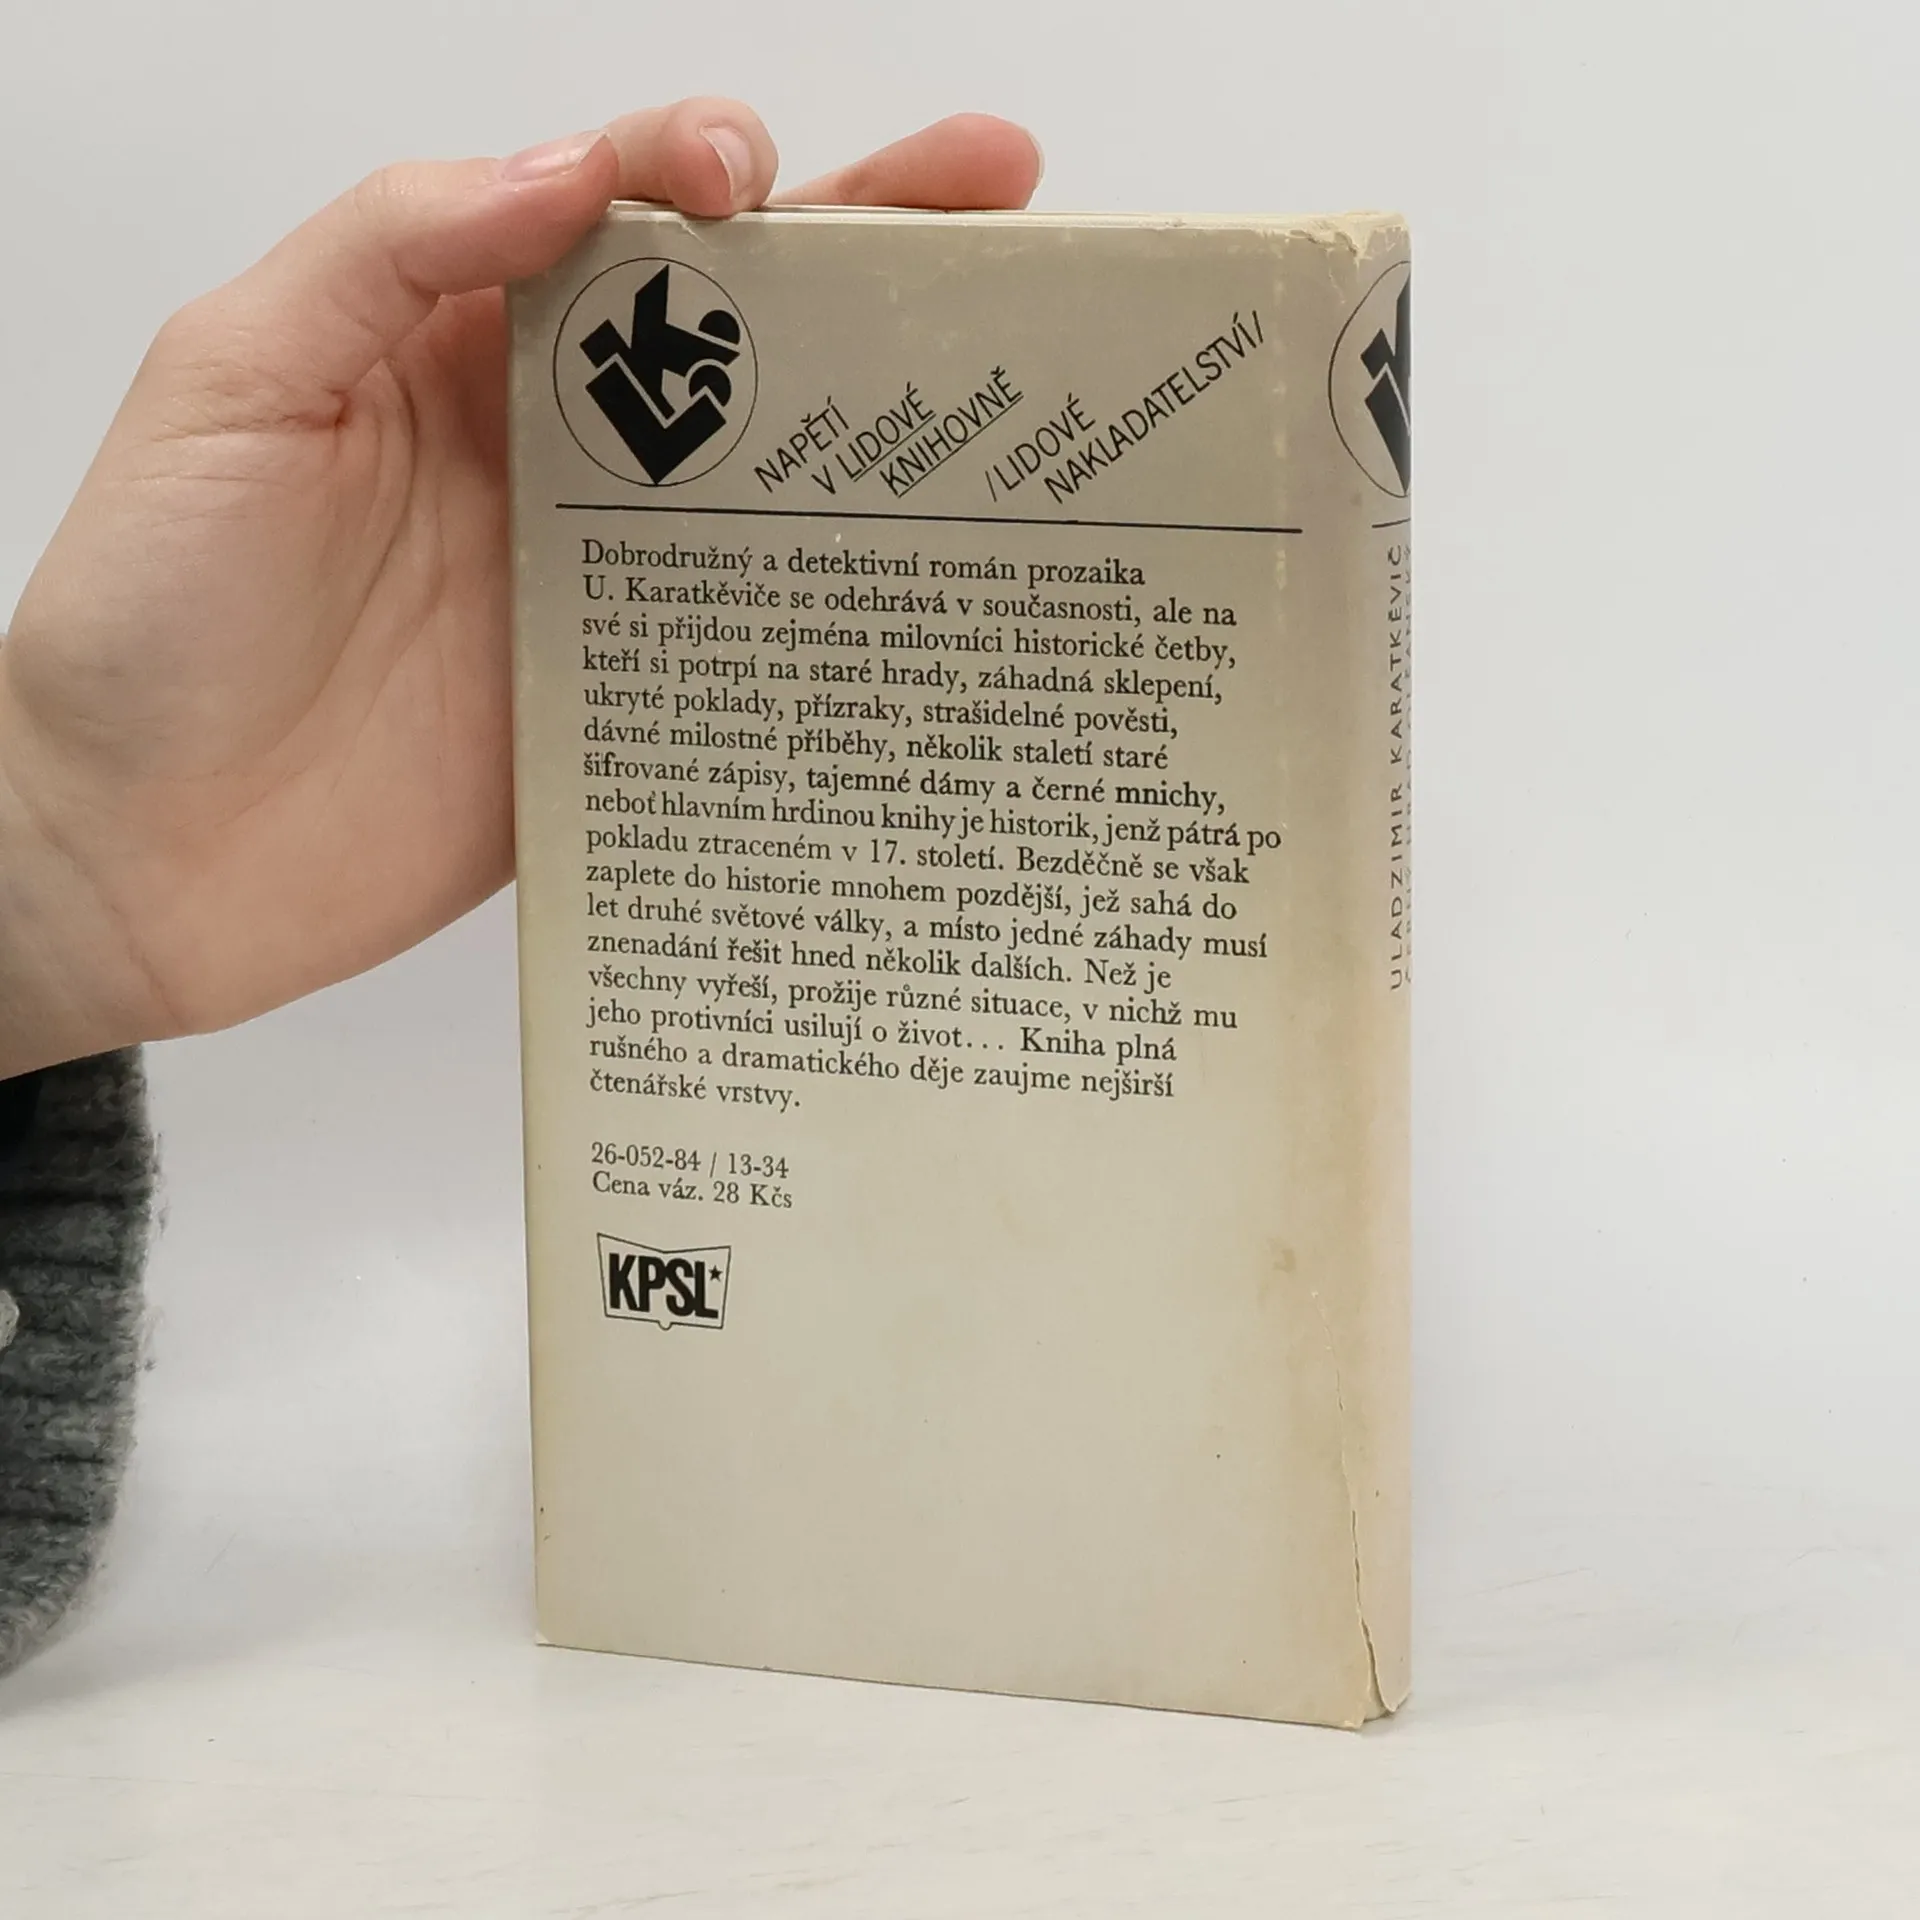 NAPĚTÍ
V LIDOVÉ
KNIHOVNĚ
/LIDOVÉ
NAKLADATELSTVÍ/
Dobrodružný a detektivní román prozaika
U. Karatkěviče se odehrává v současnosti, ale na
své si přijdou zejména milovníci historické četby,
kteří si potrpí na staré hrady, záhadná sklepení,
ukryté poklady, přízraky, strašidelné pověsti,
dávné milostné příběhy, několik staletí staré
šifrované zápisy, tajemné dámy a černé mnichy,
neboť hlavním hrdinou knihy je historik, jenž pátrá po
pokladu ztraceném v 17. století. Bezděčně se však
zaplete do historie mnohem pozdější, jež sahá do
let druhé světové války, a místo jedné záhady musí
znenadání řešit hned několik dalších. Než je
všechny vyřeší, prožije různé situace, v nichž mu
jeho protivníci usilují o život... Kniha plná
rušného a dramatického děje zaujme nejširší
čtenářské vrstvy.
26-052-84 / 13-34
Cena váz. 28 Kčs
KPSL
ULADZIMIR KARATKĚVIČ